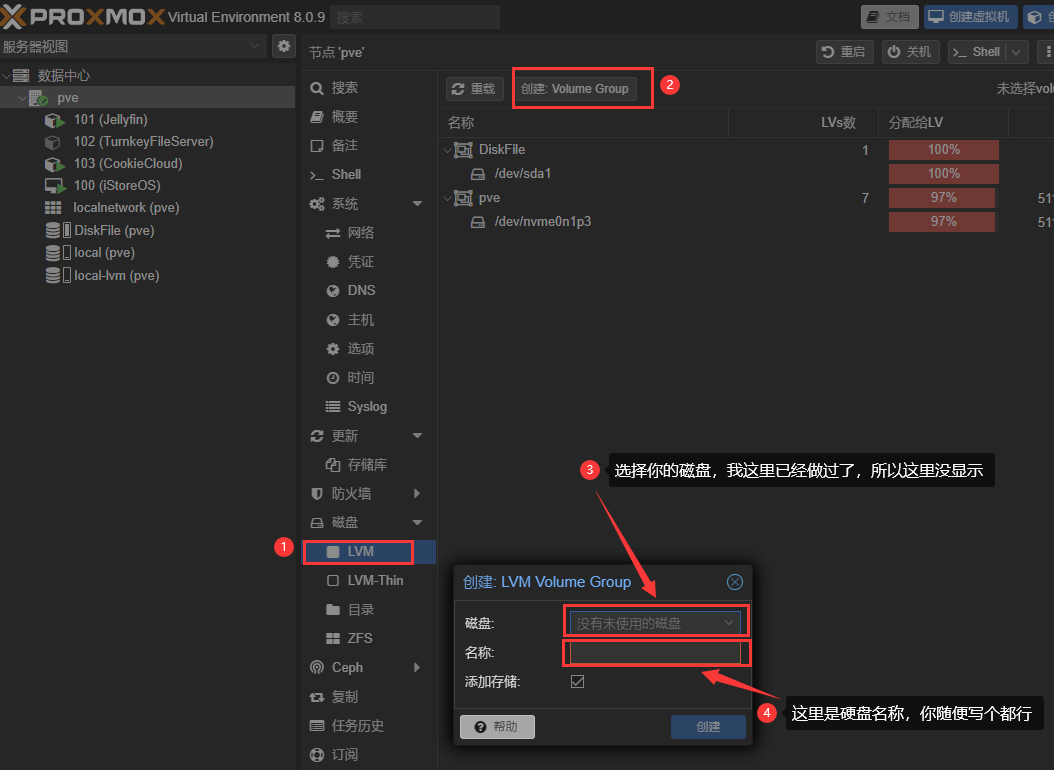 PROXMOX Virtual Environment 8.0.9 搜索 文档 创建虚拟机
服务器视图
节点 'pve' 重启 关机 Shell
数据中心
pve
101 (Jellyfin)
102 (TurnkeyFileServer)
103 (CookieCloud)
100 (iStoreOS)
localnetwork (pve)
DiskFile (pve)
local (pve)
local-lvm (pve)
搜索
概要
备注
Shell
系统
网络
凭证
DNS
主机
选项
时间
Syslog
更新
存储库
防火墙
磁盘
1
LVM
LVM-Thin
目录
ZFS
Ceph
复制
任务历史
订阅
重载 创建: Volume Group 2 未选择volu
名称 LVs数 分配给LV
DiskFile 1 100%
/dev/sda1 100%
pve 7 97% 511
/dev/nvme0n1p3 97% 511
3 选择你的磁盘，我这里已经做过了，所以这里没显示
创建: LVM Volume Group
磁盘: 没有未使用的磁盘
名称:
添加存储:
帮助 创建
4 这里是硬盘名称，你随便写个都行